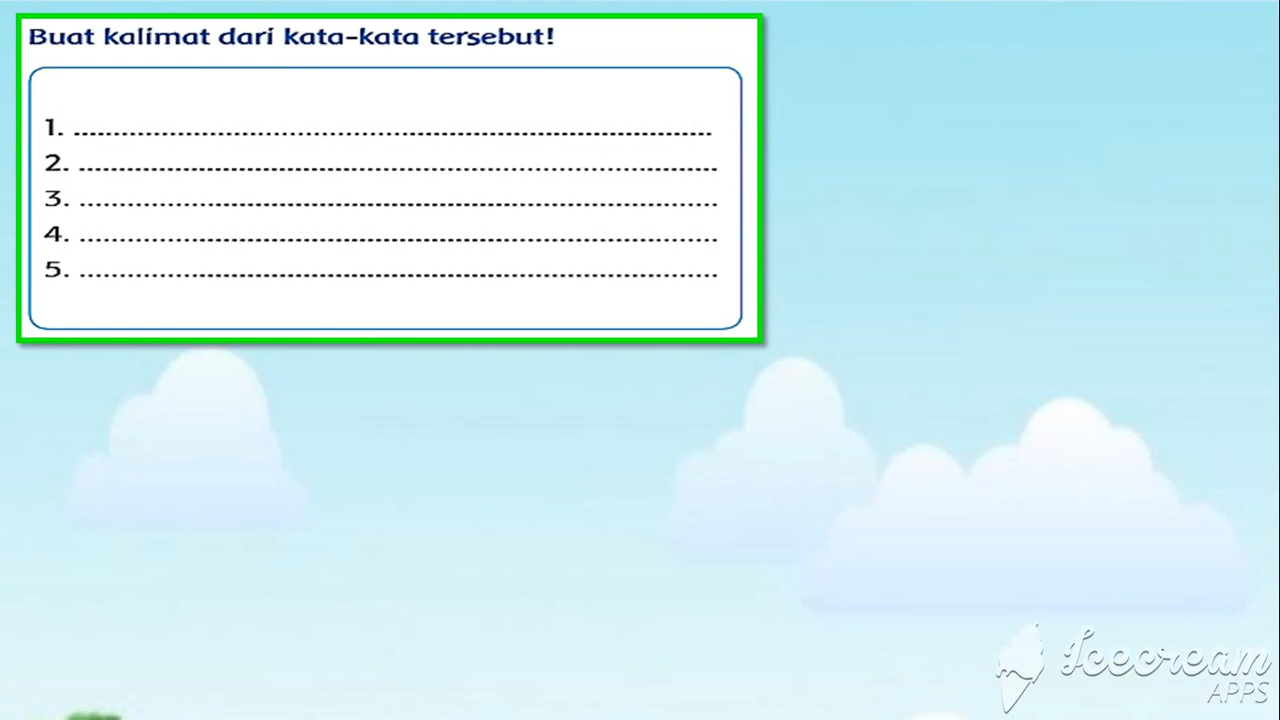 Buat kalimat dari kata-kata tersebut!
1. ................................................................................
2. ................................................................................
3. ................................................................................
4. ................................................................................
5. ................................................................................
Icecream
APPS